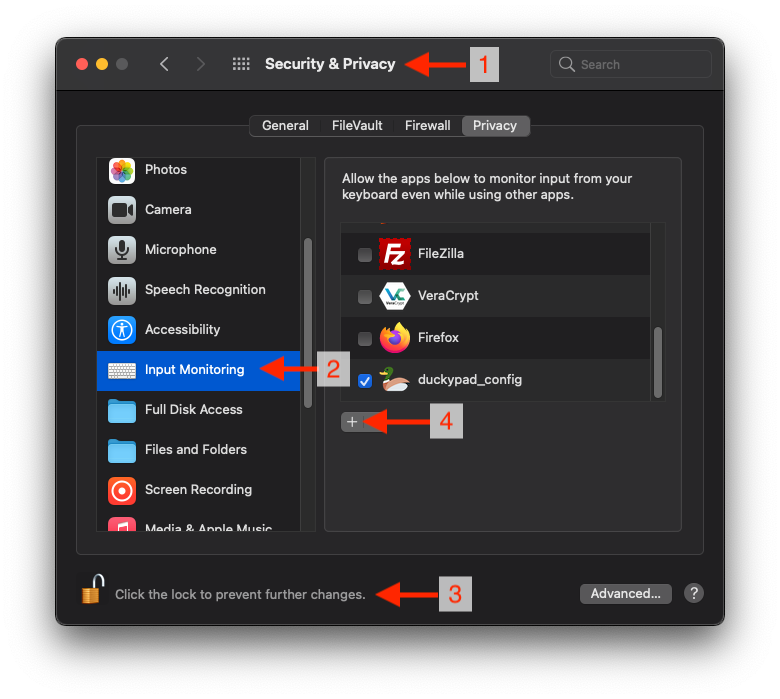 Security & Privacy
1
Search
General
FileVault
Firewall
Privacy
Photos
Camera
Microphone
Speech Recognition
Accessibility
Input Monitoring
2
Full Disk Access
Files and Folders
Screen Recording
Media & Apple Music
Allow the apps below to monitor input from your
keyboard even while using other apps.
Fz
FileZilla
VC
VeraCrypt
VeraCrypt
Firefox
duckypad_config
+
4
Click the lock to prevent further changes.
3
Advanced...
?